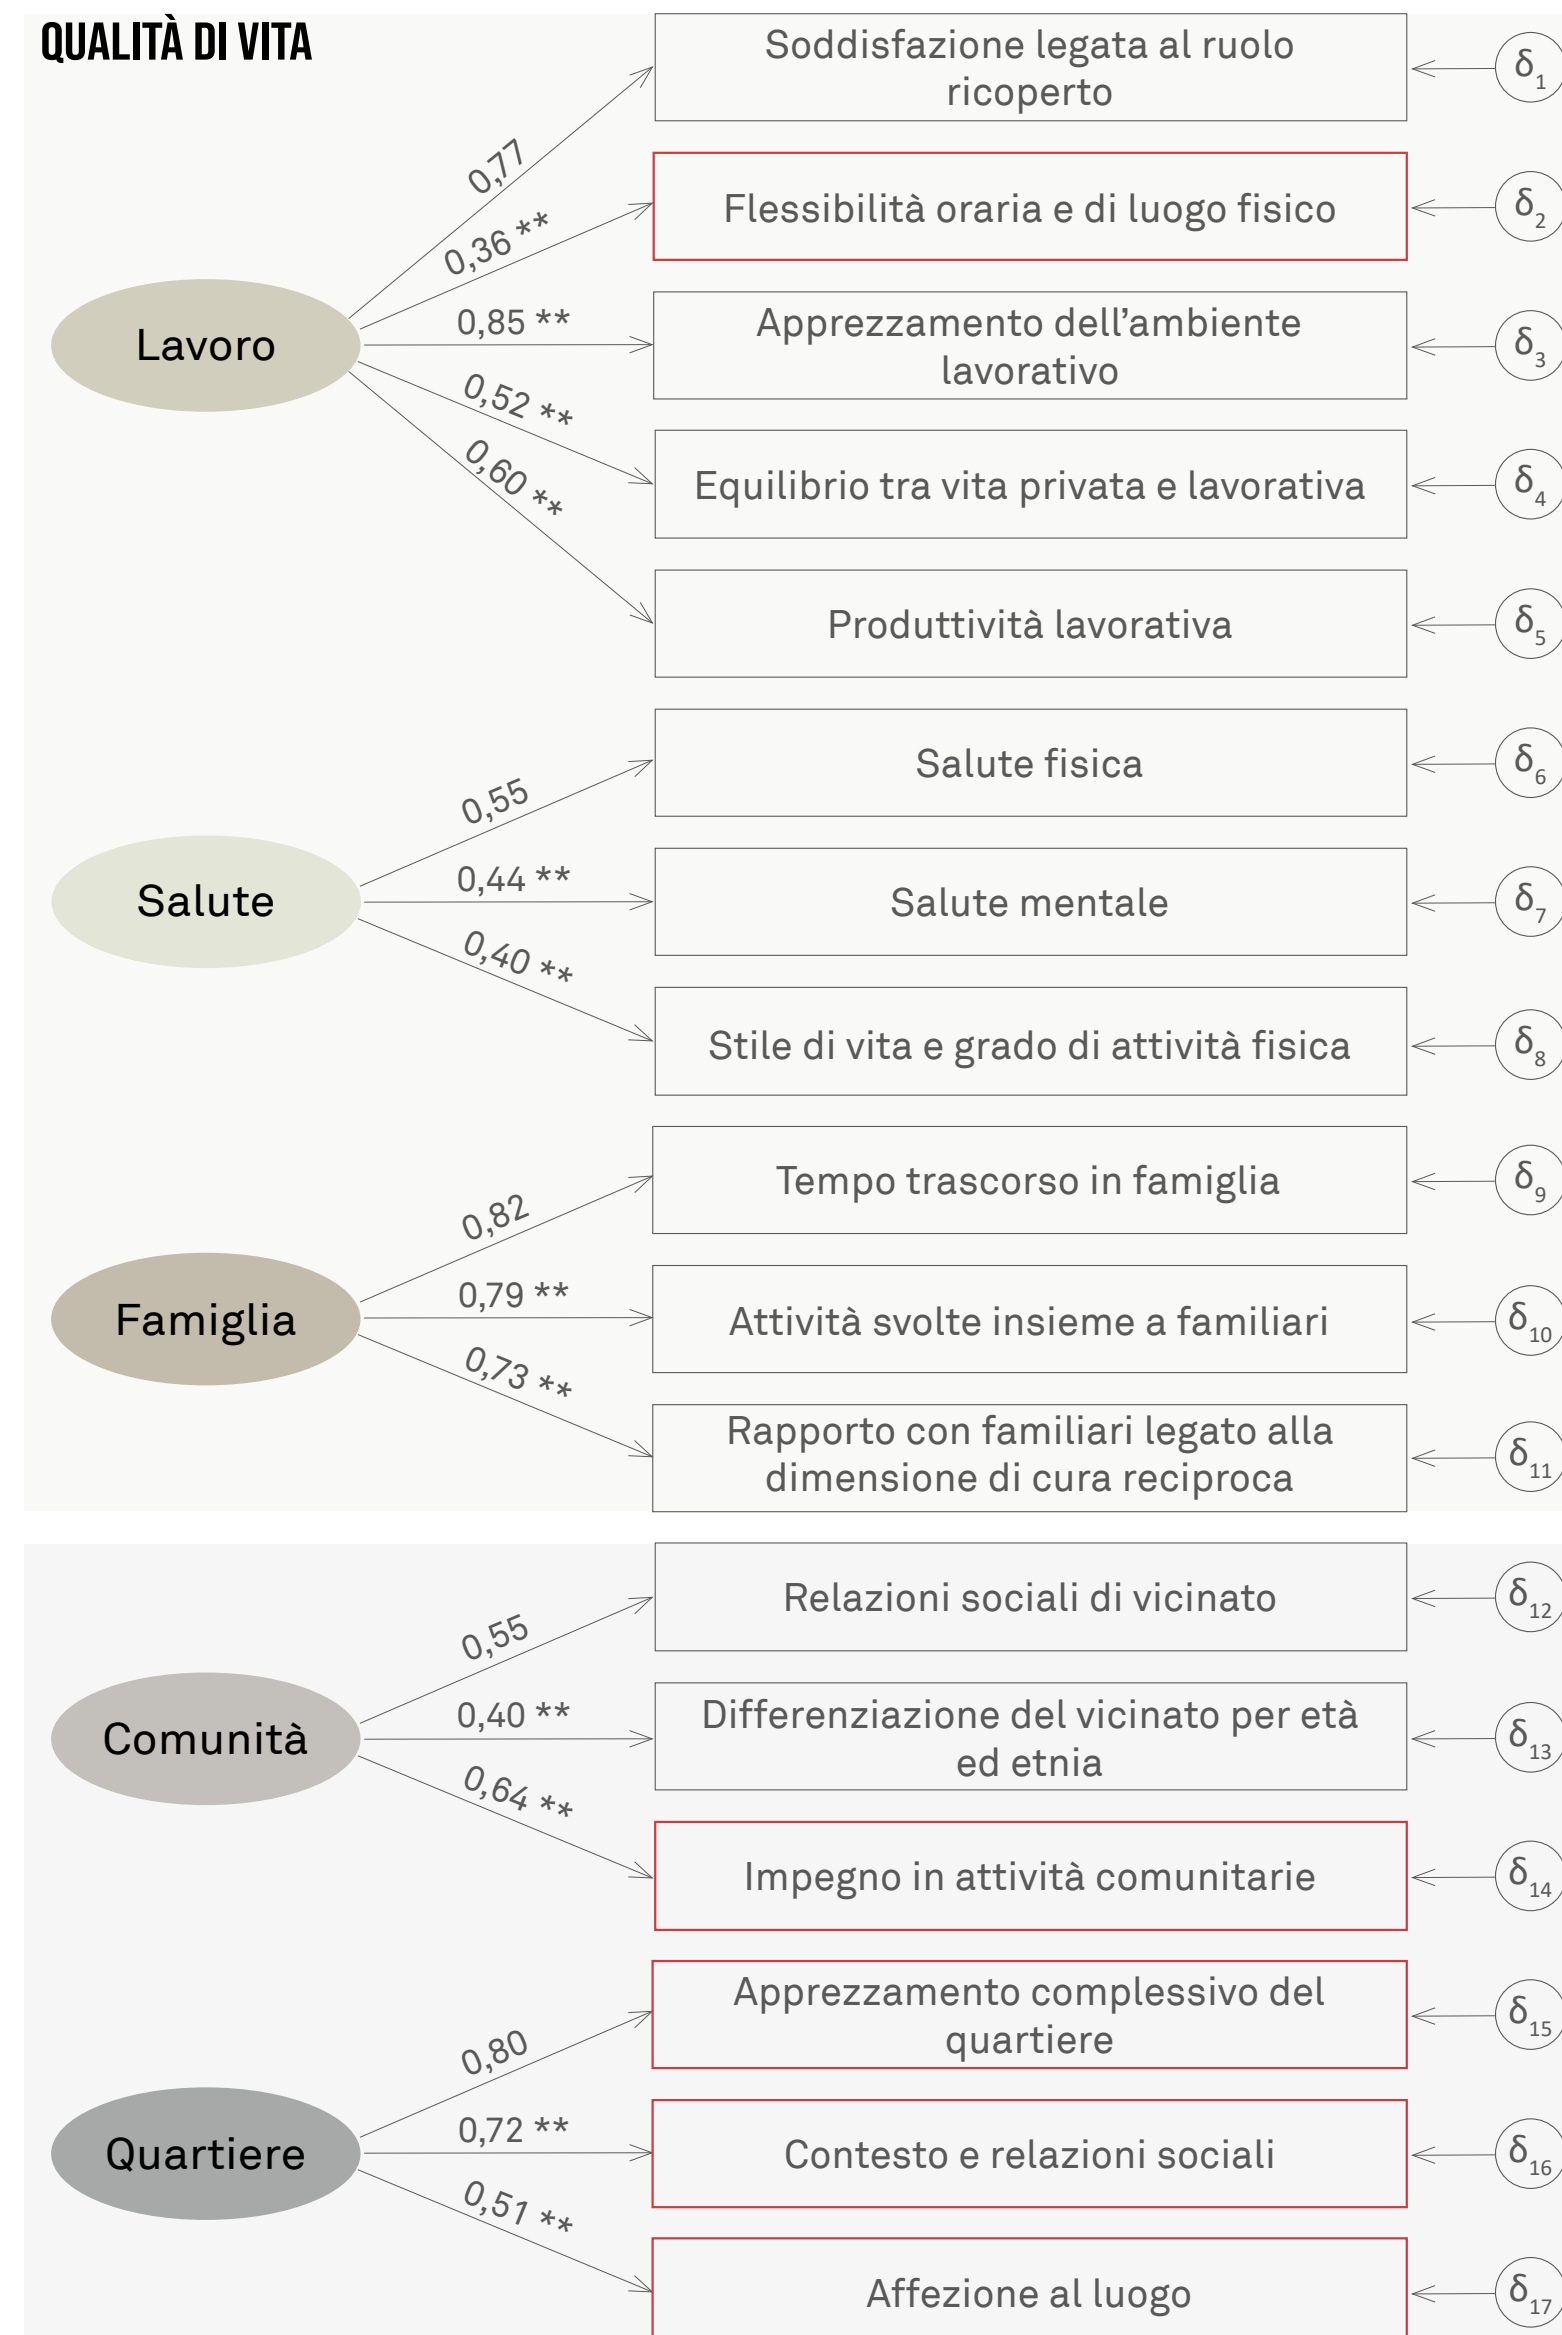 QUALITÀ DI VITA
Soddisfazione legata al ruolo
ricoperto
δ1
0,77
Flessibilità oraria e di luogo fisico
δ2
0,36 **
Lavoro
0,85 **
Apprezzamento dell'ambiente
lavorativo
δ3
0,52 **
Equilibrio tra vita privata e lavorativa
δ4
0,60 **
Produttività lavorativa
δ5
Salute fisica
δ6
0,55
Salute
0,44 **
Salute mentale
δ7
0,40 **
Stile di vita e grado di attività fisica
δ8
Tempo trascorso in famiglia
δ9
0,82
Famiglia
0,79 **
Attività svolte insieme a familiari
δ10
0,73 **
Rapporto con familiari legato alla
dimensione di cura reciproca
δ11
Relazioni sociali di vicinato
δ12
0,55
Comunità
0,40 **
Differenziazione del vicinato per età
ed etnia
δ13
0,64 **
Impegno in attività comunitarie
δ14
Apprezzamento complessivo del
quartiere
δ15
0,80
Quartiere
0,72 **
Contesto e relazioni sociali
δ16
0,51 **
Affezione al luogo
δ17